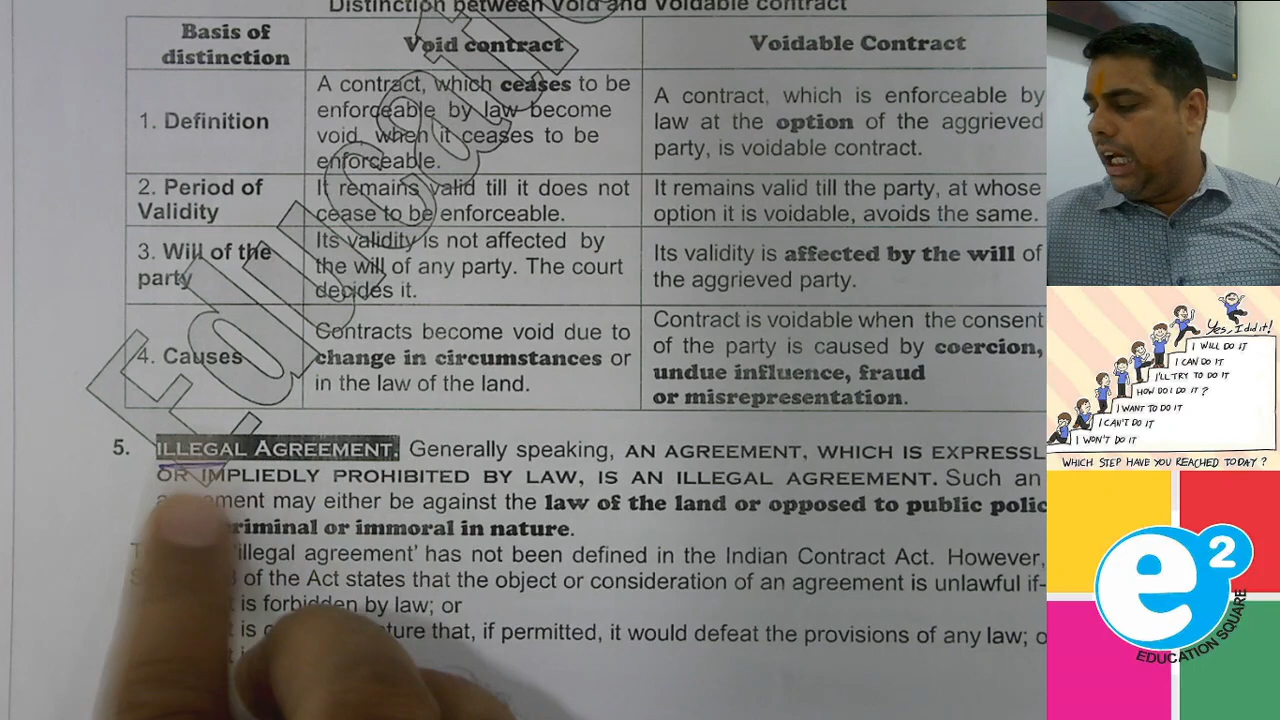 Distinction between Void and Voidable contract
Basis of distinction
Void contract
Voidable Contract
1. Definition
A contract, which ceases to be
enforceable by law become
void, when it ceases to be
enforceable.
A contract, which is enforceable by
law at the option of the aggrieved
party, is voidable contract.
2. Period of
Validity
It remains valid till it does not
cease to be enforceable.
It remains valid till the party, at whose
option it is voidable, avoids the same.
3. Will of the
party
Its validity is not affected by
the will of any party. The court
decides it.
Its validity is affected by the will of
the aggrieved party.
4. Causes
Contracts become void due to
change in circumstances or
in the law of the land.
Contract is voidable when the consent
of the party is caused by coercion,
undue influence, fraud
or misrepresentation.
5. ILLEGAL AGREEMENT. Generally speaking, AN AGREEMENT, WHICH IS EXPRESSL
OR IMPLIEDLY PROHIBITED BY LAW, IS AN ILLEGAL AGREEMENT. Such an
may either be against the law of the land or opposed to public polic
criminal or immoral in nature.
'illegal agreement' has not been defined in the Indian Contract Act. However,
of the Act states that the object or consideration of an agreement is unlawful if-
is forbidden by law; or
is that, if permitted, it would defeat the provisions of any law; o
Yes, I did it!
I WILL DO IT
I CAN DO IT
I'LL TRY TO DO IT
HOW DO I DO IT?
I WANT TO DO IT
I CAN'T DO IT
I WON'T DO IT
WHICH STEP HAVE YOU REACHED TODAY?
e2
EDUCATION SQUARE